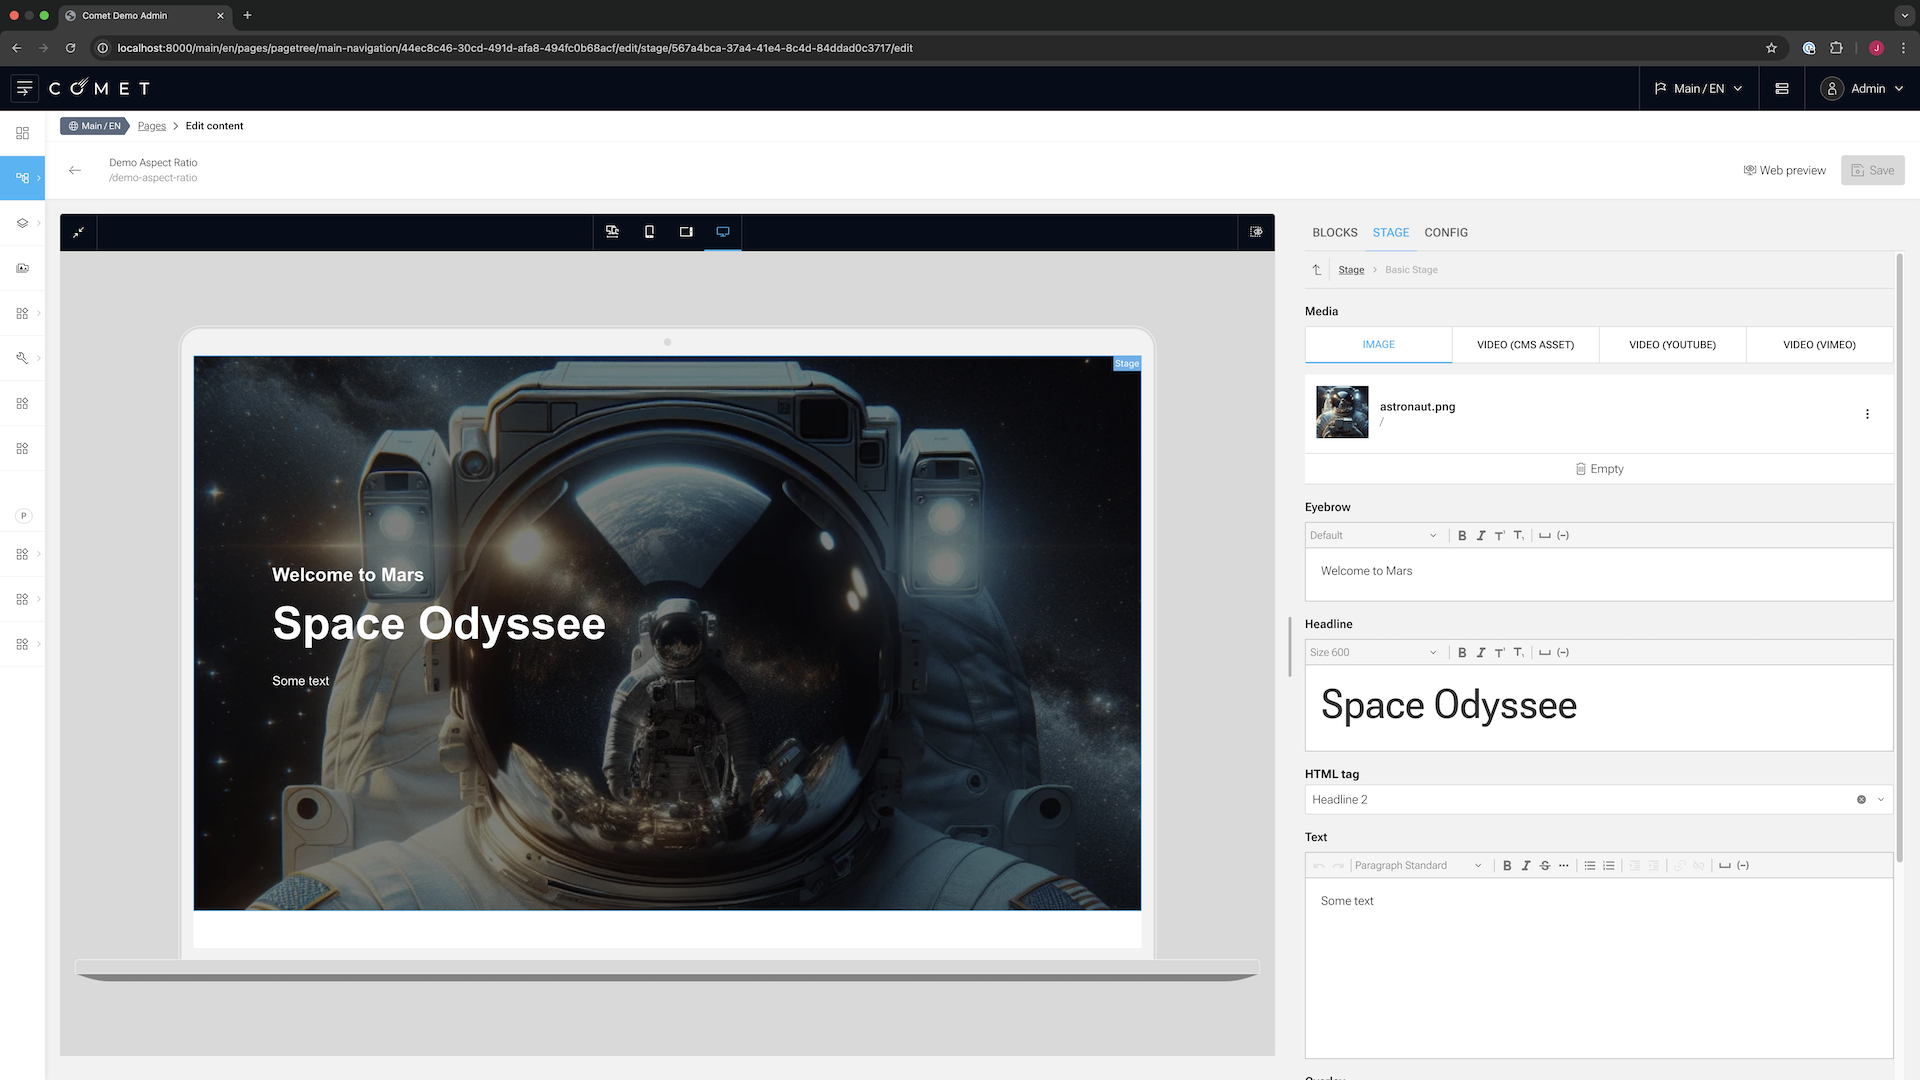 Comet Demo Admin
localhost:8000/main/en/pages/pagetree/main-navigation/44ec8c46-30cd-491d-afa8-494fc0b68acf/edit/stage/567a4bca-37a4-41e4-8c4d-84ddad0c3717/edit
J
COMET
Main / EN
Admin
Main / EN
Pages
Edit content
Demo Aspect Ratio
/demo-aspect-ratio
Web preview
Save
P
Stage
Welcome to Mars
Space Odyssee
Some text
BLOCKS
STAGE
CONFIG
Stage
Basic Stage
Media
IMAGE
VIDEO (CMS ASSET)
VIDEO (YOUTUBE)
VIDEO (VIMEO)
astronaut.png
/
Empty
Eyebrow
Default
Welcome to Mars
Headline
Size 600
Space Odyssee
HTML tag
Headline 2
Text
Paragraph Standard
Some text